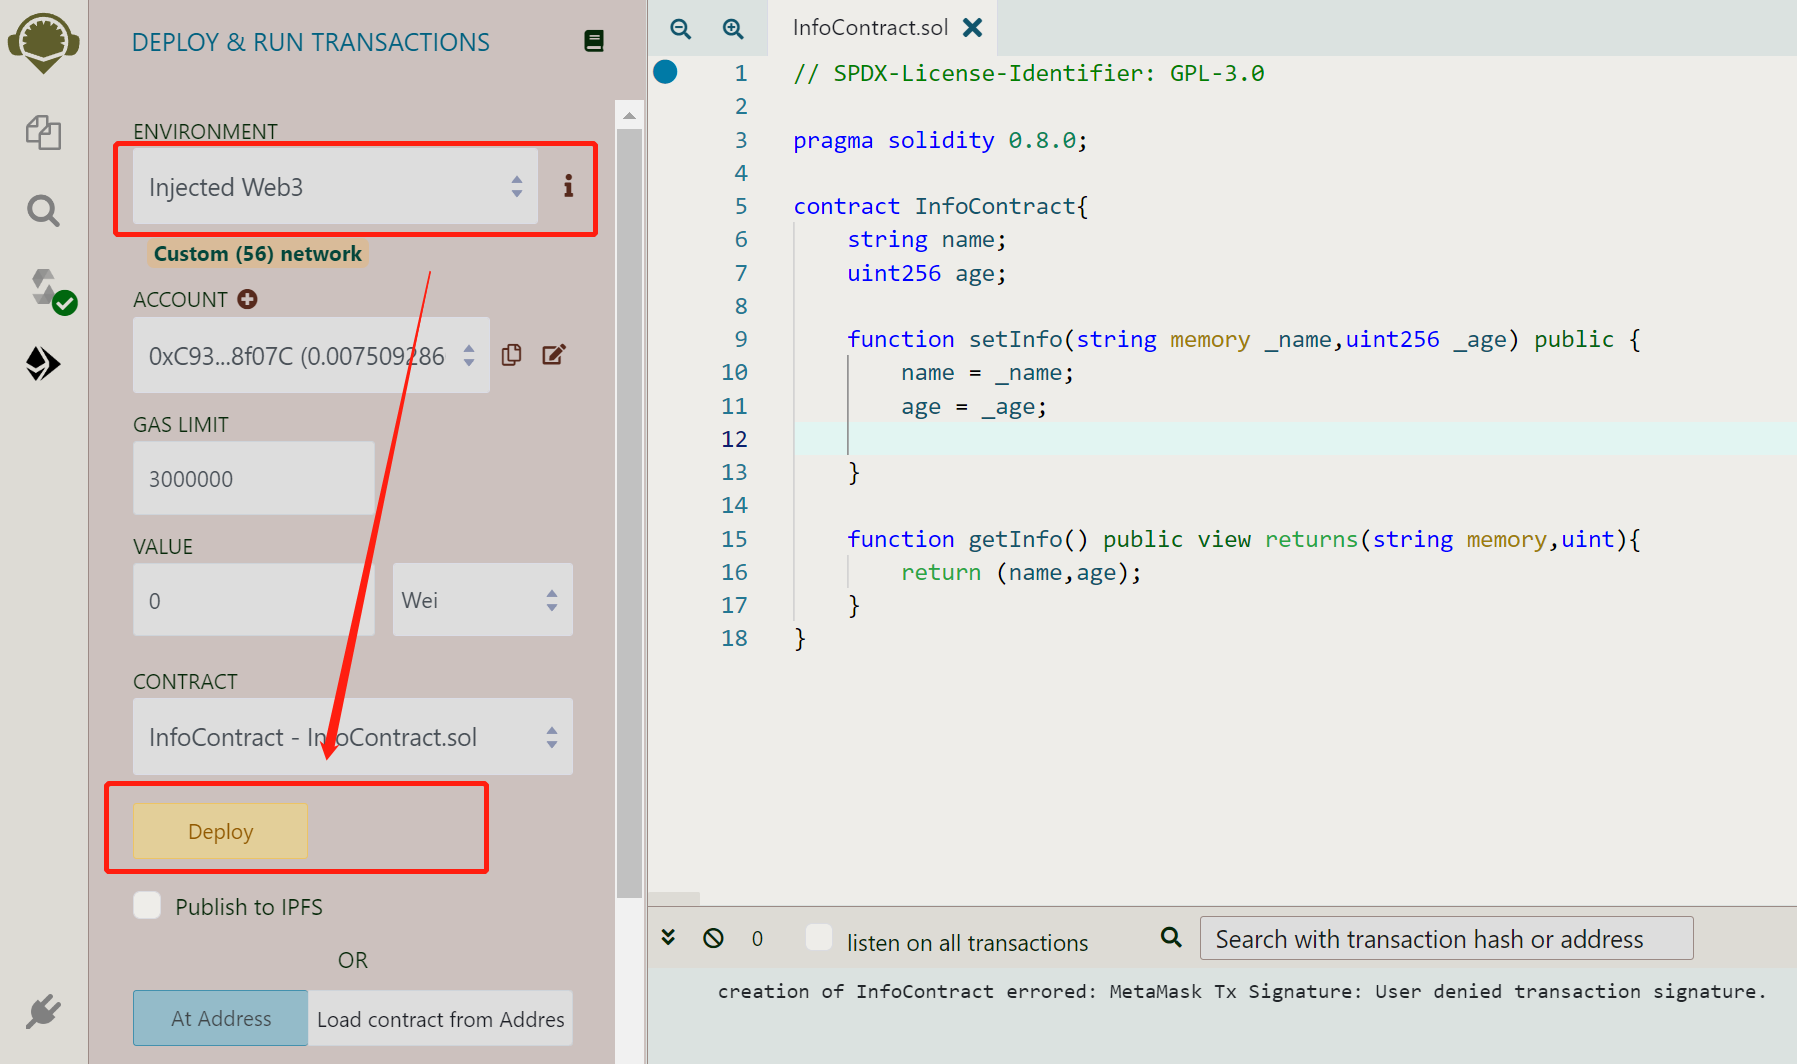 DEPLOY & RUN TRANSACTIONS
ENVIRONMENT
Injected Web3
Custom (56) network
ACCOUNT
0xC93...8f07C (0.007509286
GAS LIMIT
3000000
VALUE
0
Wei
CONTRACT
InfoContract - InfoContract.sol
Deploy
Publish to IPFS
OR
At Address
Load contract from Addres
InfoContract.sol
1 // SPDX-License-Identifier: GPL-3.0
2
3 pragma solidity 0.8.0;
4
5 contract InfoContract{
6 string name;
7 uint256 age;
8
9 function setInfo(string memory _name,uint256 _age) public {
10 name = _name;
11 age = _age;
12
13 }
14
15 function getInfo() public view returns(string memory,uint){
16 return (name,age);
17 }
18 }
0
listen on all transactions
Search with transaction hash or address
creation of InfoContract errored: MetaMask Tx Signature: User denied transaction signature.